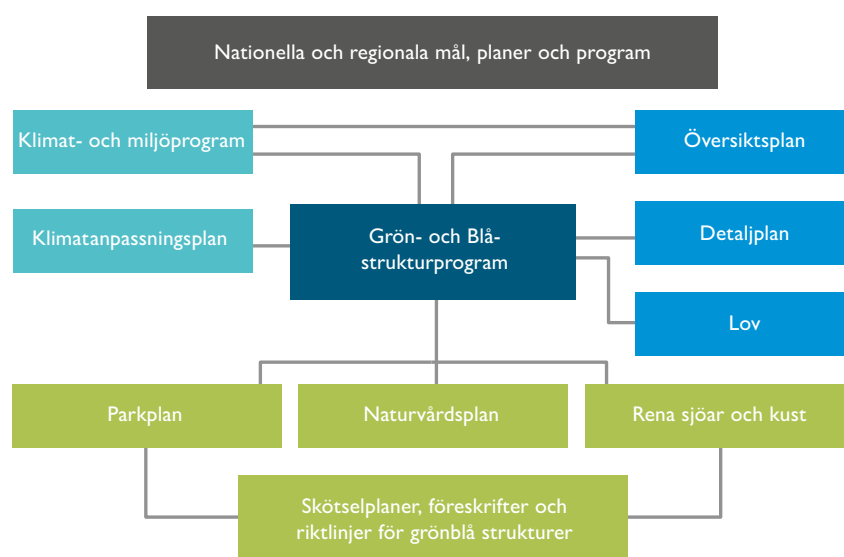 Nationella och regionala mål, planer och program
Klimat- och miljöprogram
Översiktsplan
Klimatanpassningsplan
Grön- och Blå-
strukturprogram
Detaljplan
Lov
Parkplan
Naturvårdsplan
Rena sjöar och kust
Skötselplaner, föreskrifter och
riktlinjer för grönblå strukturer